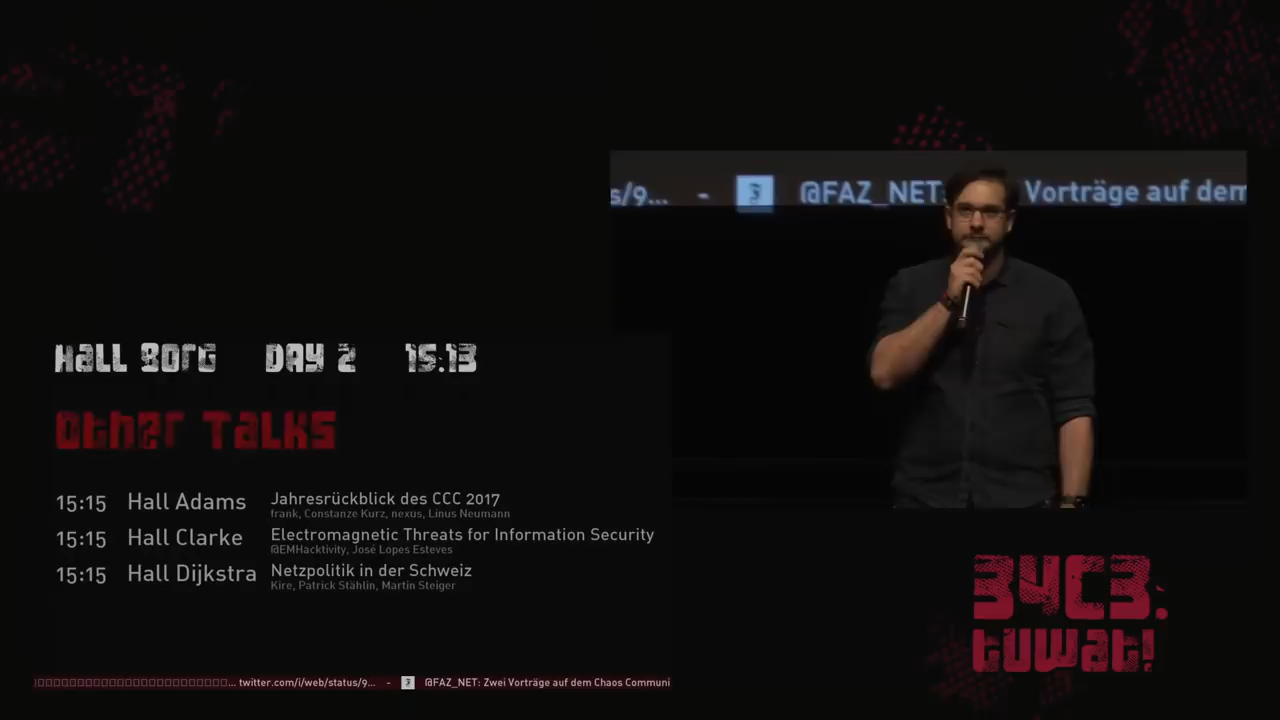 s/9... - @FAZ_NET: Vorträge auf dem
Hall Borg Day 2 15:13
Other Talks
15:15 Hall Adams Jahresrückblick des CCC 2017
frank, Constanze Kurz, nexus, Linus Neumann
15:15 Hall Clarke Electromagnetic Threats for Information Security
@EMHacktivity, José Lopes Esteves
15:15 Hall Dijkstra Netzpolitik in der Schweiz
Kire, Patrick Stählin, Martin Steiger
34C3:
tuwat!
... twitter.com/i/web/status/9... - @FAZ_NET: Zwei Vorträge auf dem Chaos Communi